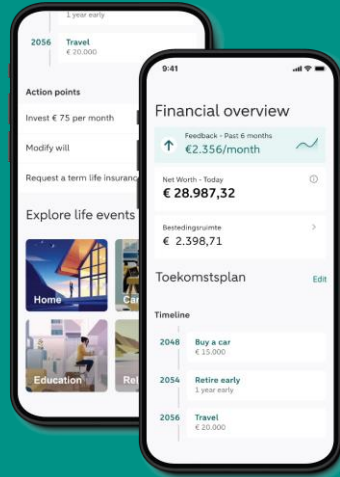 1 year early
2056 Travel
€ 20.000
Action points
Invest € 75 per month
Modify will
Request a term life
Explore life events
Home
Education
9:41
Financial overview
Feedback - Past 6 months
€2.356/month
Net Worth - Today
€ 28.987,32
Bestedingsruimte
€ 2.398,71
Toekomstplan Edit
Timeline
2048 Buy a car
€ 15.000
2054 Retire early
1 year early
2056 Travel
€ 20.000